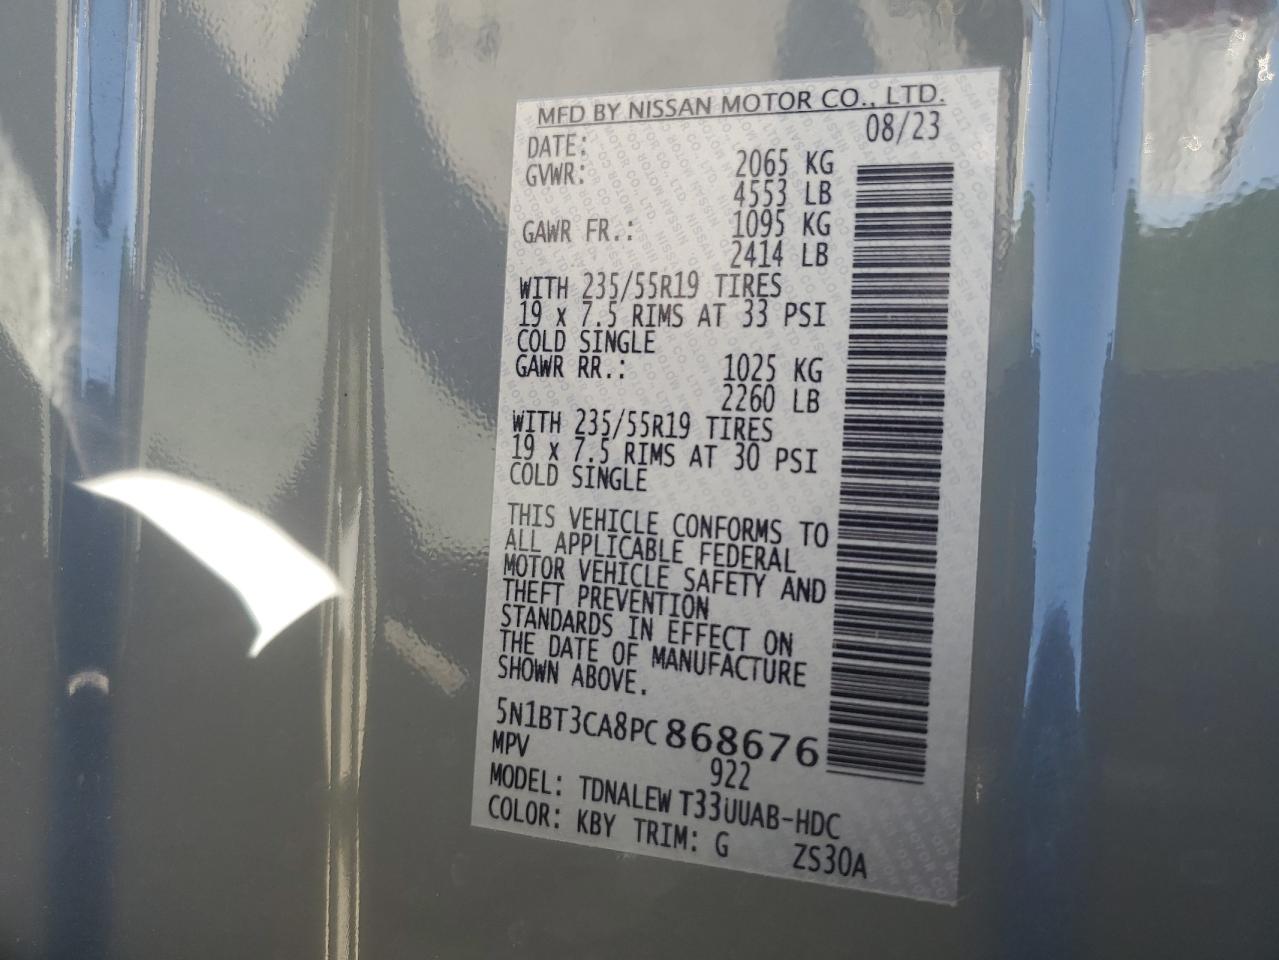 MFD BY NISSAN MOTOR CO., LTD.
DATE: 08/23
GVWR: 2065 KG
4553 LB
GAWR FR.: 1095 KG
2414 LB
WITH 235/55R19 TIRES
19 x 7.5 RIMS AT 33 PSI
COLD SINGLE
GAWR RR.: 1025 KG
2260 LB
WITH 235/55R19 TIRES
19 x 7.5 RIMS AT 30 PSI
COLD SINGLE
THIS VEHICLE CONFORMS TO
ALL APPLICABLE FEDERAL
MOTOR VEHICLE SAFETY AND
THEFT PREVENTION
STANDARDS IN EFFECT ON
THE DATE OF MANUFACTURE
SHOWN ABOVE.
5N1BT3CA8PC868676
MPV 922
MODEL: TDNALEW T33UUAB-HDC
COLOR: KBY TRIM: G ZS30A